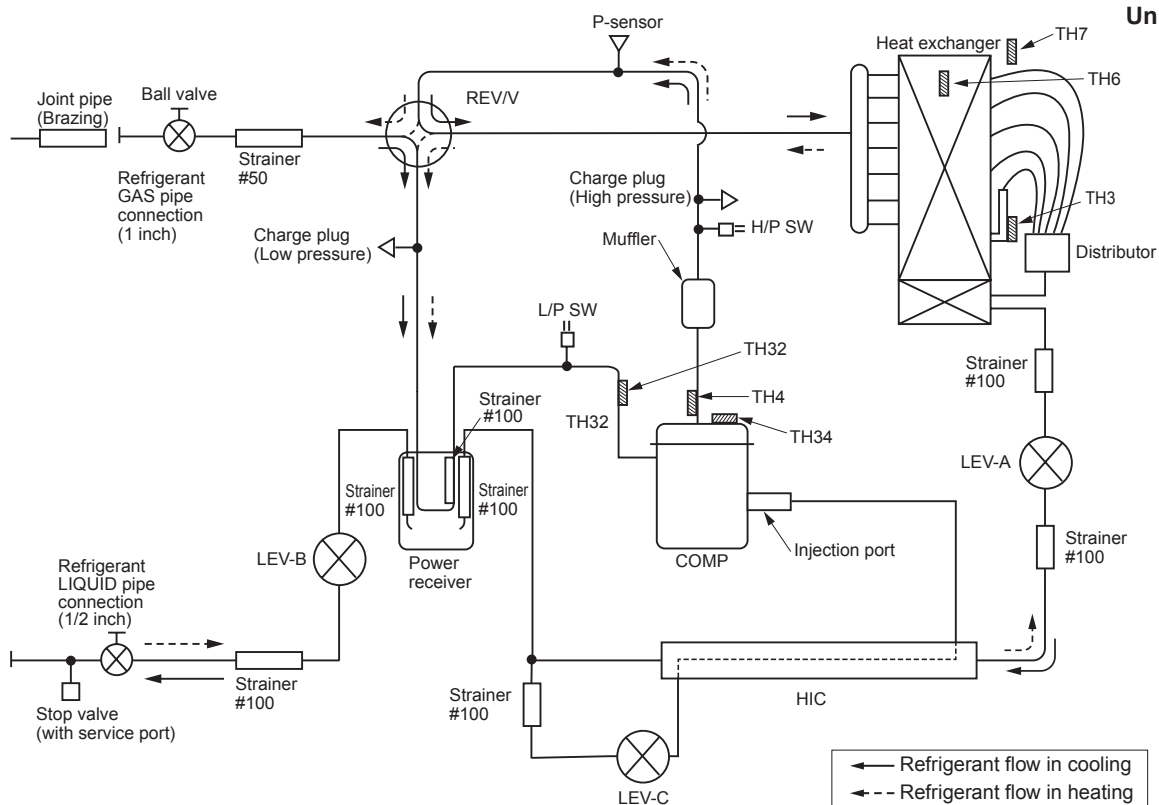 Un
P-sensor
Heat exchanger
TH7
TH6
Joint pipe
(Brazing)
Ball valve
REV/V
Strainer
#50
Refrigerant
GAS pipe
connection
(1 inch)
Charge plug
(High pressure)
TH3
Charge plug
(Low pressure)
H/P SW
Muffler
Distributor
L/P SW
TH32
Strainer
#100
Strainer
#100
TH4
TH32
TH34
LEV-A
Strainer
#100
Strainer
#100
LEV-B
Injection port
Strainer
#100
Power
receiver
COMP
Refrigerant
LIQUID pipe
connection
(1/2 inch)
Strainer
#100
Strainer
#100
HIC
Stop valve
(with service port)
LEV-C
Refrigerant flow in cooling
Refrigerant flow in heating